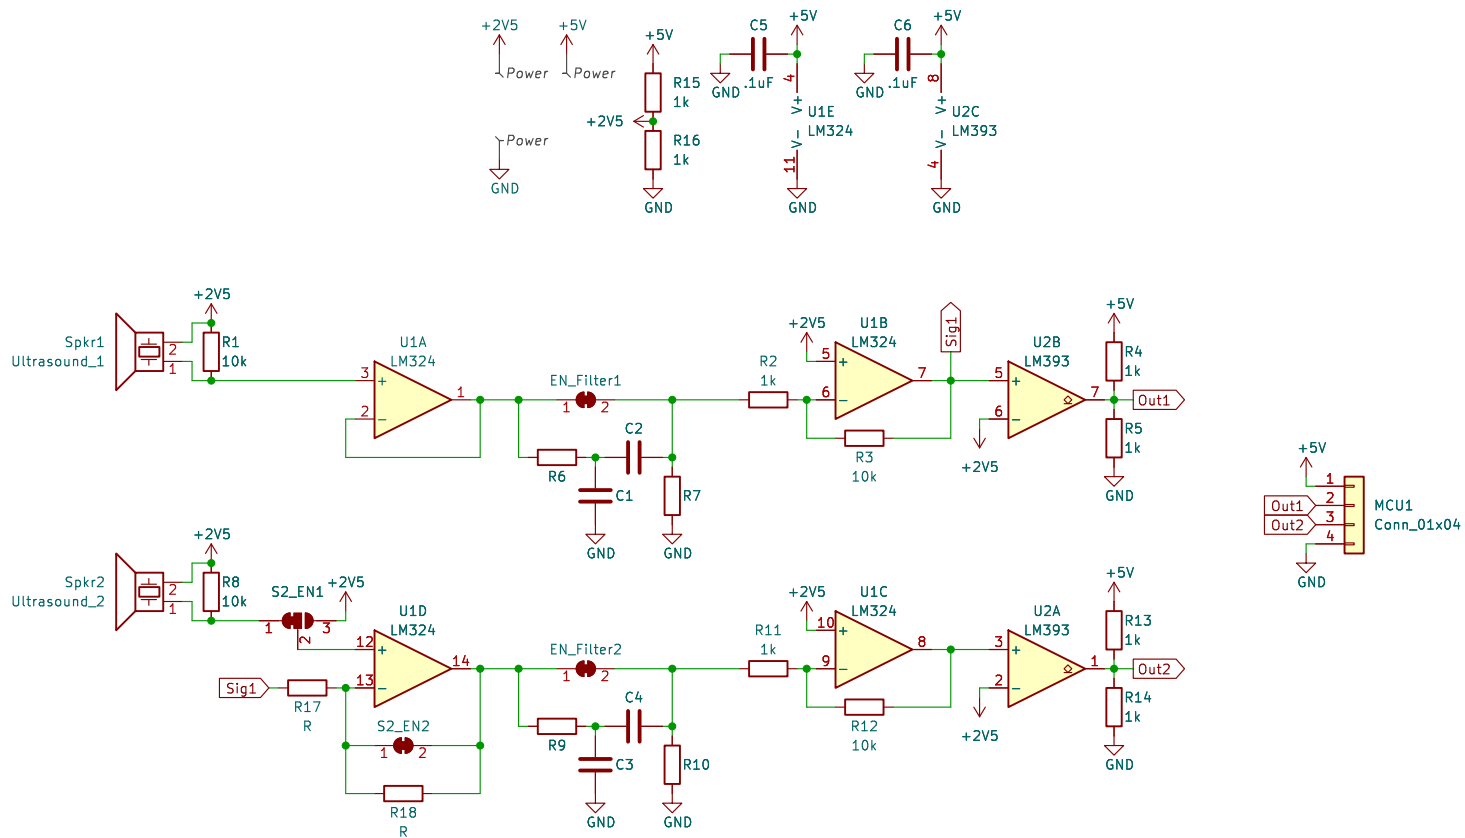 +2V5
+5V
Power
Power
Power
GND
+5V
R15
1k
+2V5
R16
1k
GND
C5
+5V
.1uF
GND
4
V+
U1E
LM324
V-
11
GND
C6
+5V
.1uF
GND
8
V+
U2C
LM393
V-
4
GND
+2V5
Spkr1
Ultrasound_1
2
1
R1
10k
U1A
LM324
3
+
2
-
1
EN_Filter1
1
2
R6
C2
C1
R7
GND
GND
R2
1k
+2V5
U1B
LM324
5
+
6
-
7
R3
10k
Sig1
U2B
LM393
5
+
6
-
7
+2V5
+5V
R4
1k
Out1
R5
1k
GND
+5V
1
Out1
2
Out2
3
4
MCU1
Conn_01x04
GND
+2V5
Spkr2
Ultrasound_2
2
1
R8
10k
S2_EN1
1
2
3
+2V5
U1D
LM324
12
+
13
-
14
Sig1
R17
R
S2_EN2
1
2
R18
R
EN_Filter2
1
2
R9
C4
C3
R10
GND
GND
R11
1k
+2V5
U1C
LM324
10
+
9
-
8
R12
10k
U2A
LM393
3
+
2
-
1
+2V5
+5V
R13
1k
Out2
R14
1k
GND